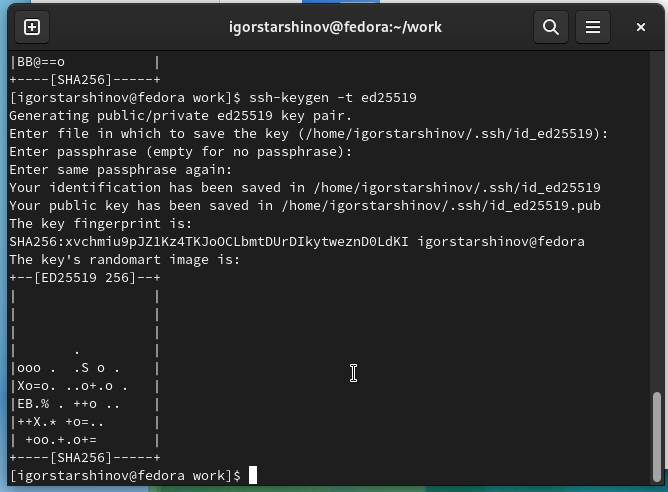 igorstarshinov@fedora:~/work
|BB@==o           |
+----[SHA256]-----+
[igorstarshinov@fedora work]$ ssh-keygen -t ed25519
Generating public/private ed25519 key pair.
Enter file in which to save the key (/home/igorstarshinov/.ssh/id_ed25519):
Enter passphrase (empty for no passphrase):
Enter same passphrase again:
Your identification has been saved in /home/igorstarshinov/.ssh/id_ed25519
Your public key has been saved in /home/igorstarshinov/.ssh/id_ed25519.pub
The key fingerprint is:
SHA256:xvchmiu9pJZ1Kz4TKJoOCLbmtDUrDIkytweznD0LdKI igorstarshinov@fedora
The key's randomart image is:
+--[ED25519 256]--+
|                 |
|                 |
|                 |
|       .         |
|ooo .  .S o .    |
|Xo=o. ..o+.o .   |
|EB.% . ++o ..    |
|++X.* +o=..      |
| +oo.+.o+=       |
+----[SHA256]-----+
[igorstarshinov@fedora work]$